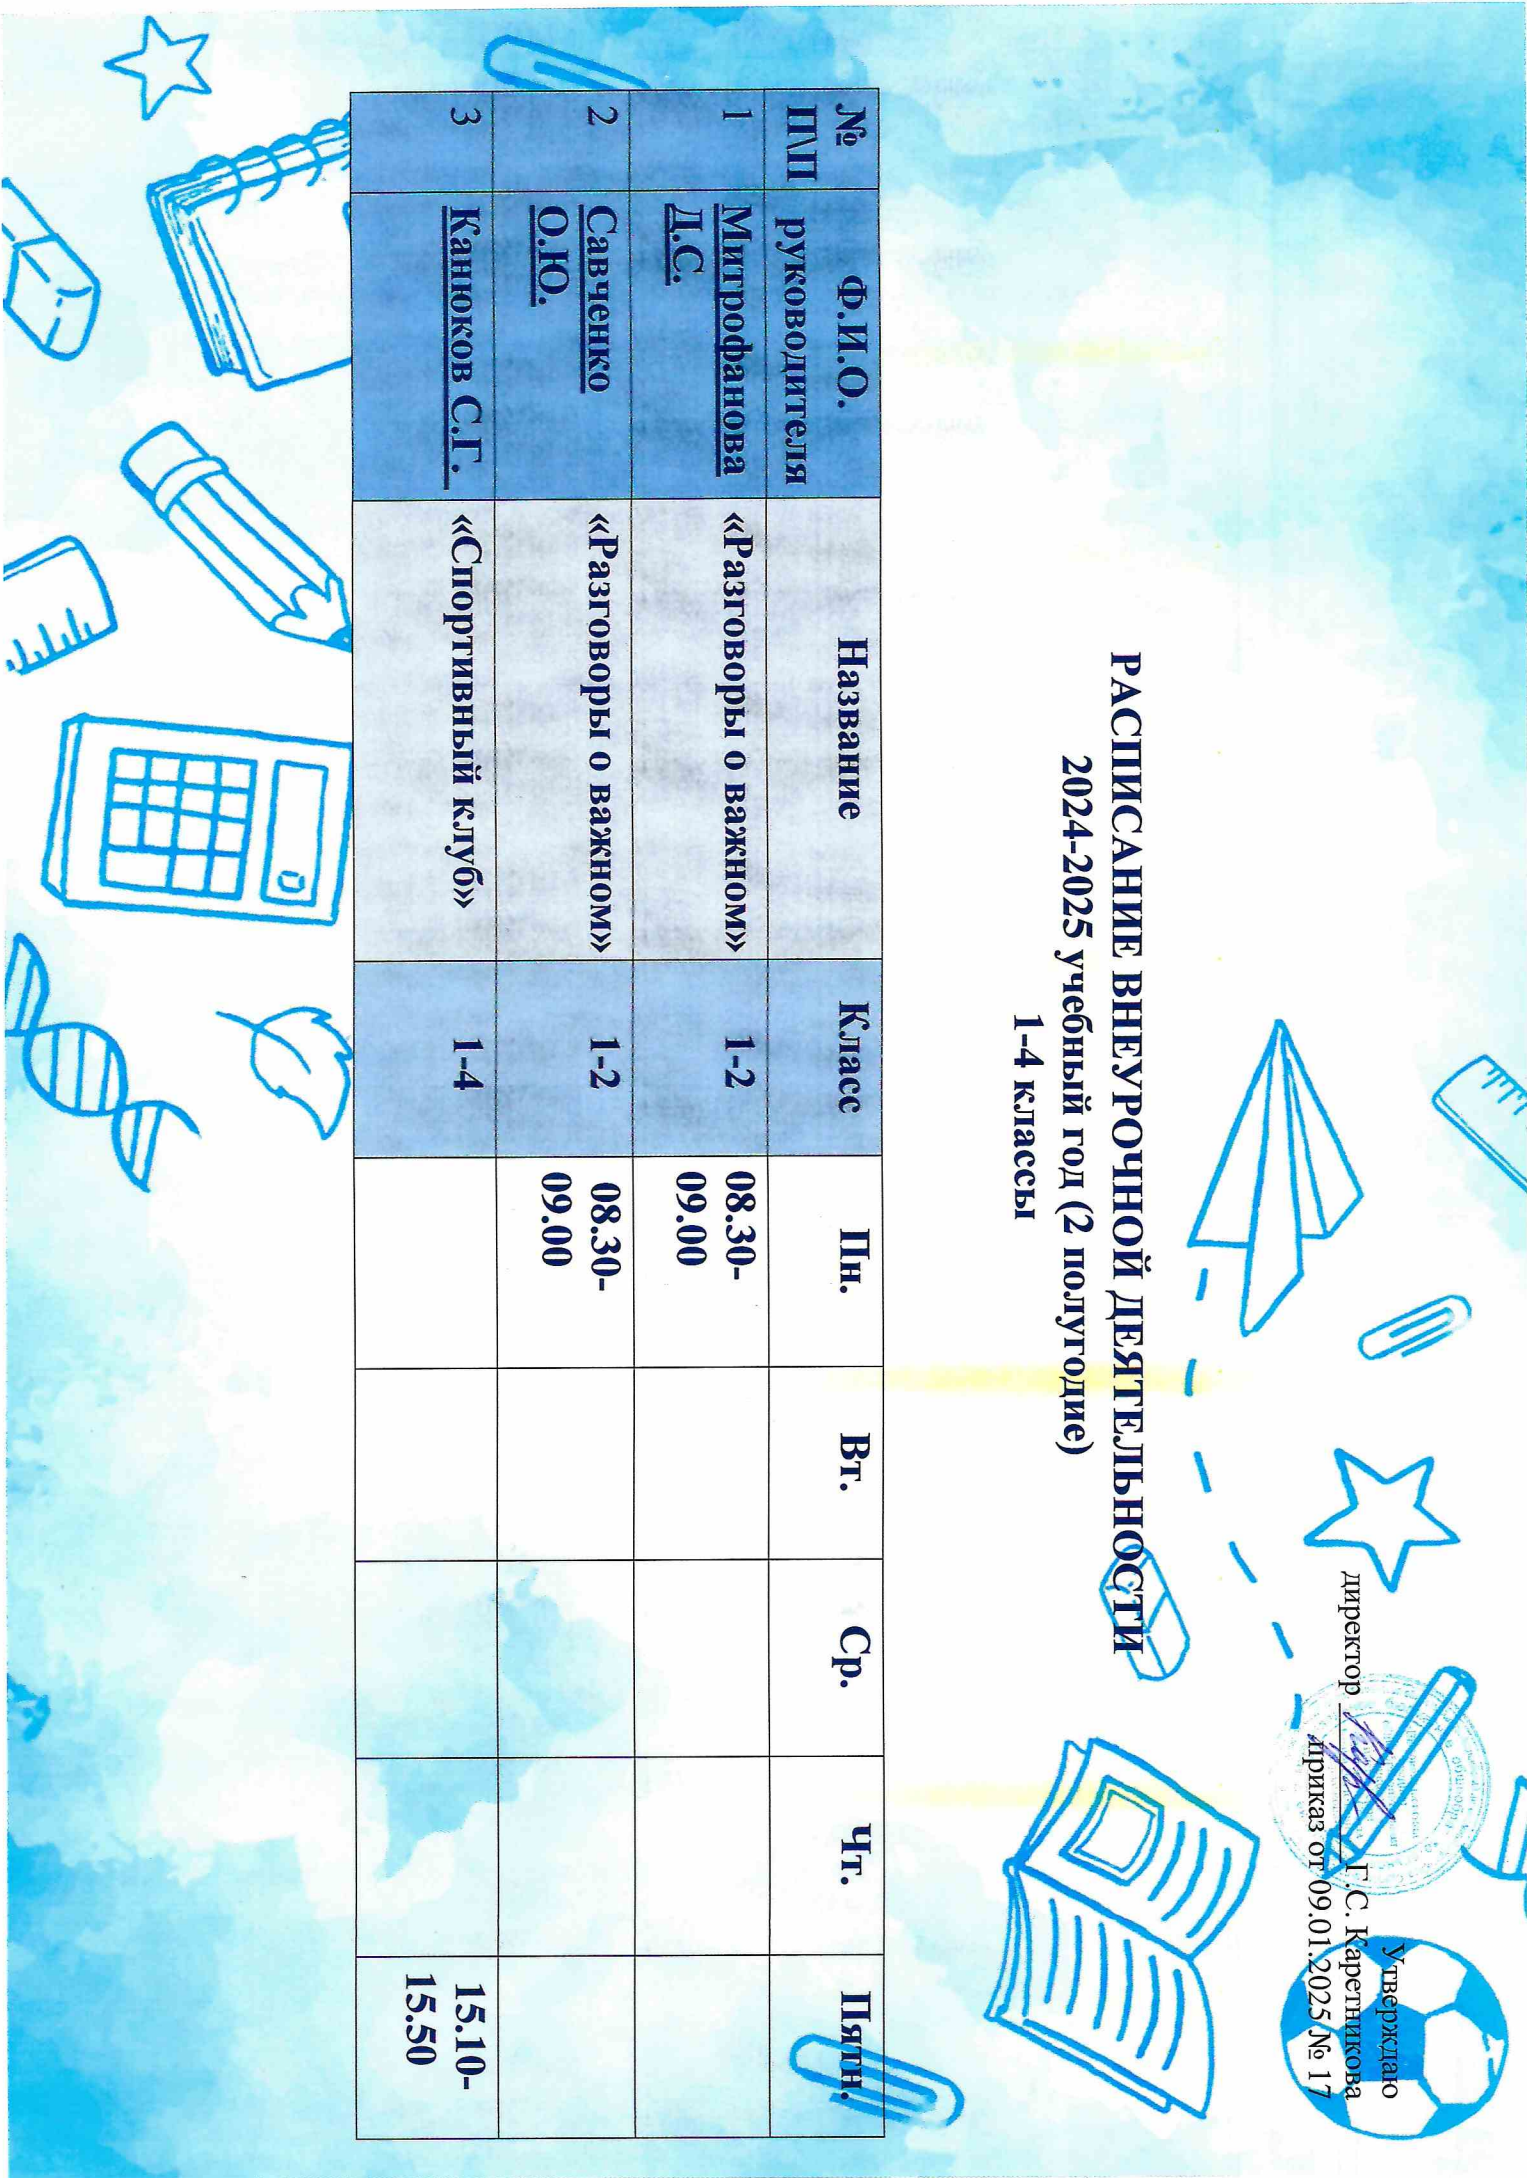 Утверждаю
директор Г.С. Каретникова
приказ от 09.01.2025 № 17
РАСПИСАНИЕ ВНЕУРОЧНОЙ ДЕЯТЕЛЬНОСТИ
2024-2025 учебный год (2 полугодие)
1-4 классы
№ П\П Ф.И.О. руководителя Название Класс Пн. Вт. Ср. Чт. Пятн.
1 Митрофанова Д.С. «Разговоры о важном» 1-2 08.30-09.00
2 Савченко О.Ю. «Разговоры о важном» 1-2 08.30-09.00
3 Канюков С.Г. «Спортивный клуб» 1-4 15.10-15.50